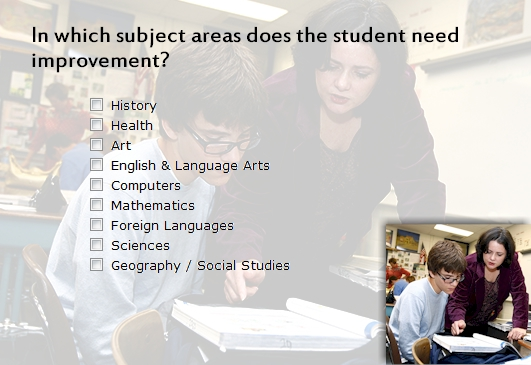 In which subject areas does the student need
improvement?
History
Health
Art
English & Language Arts
Computers
Mathematics
Foreign Languages
Sciences
Geography / Social Studies